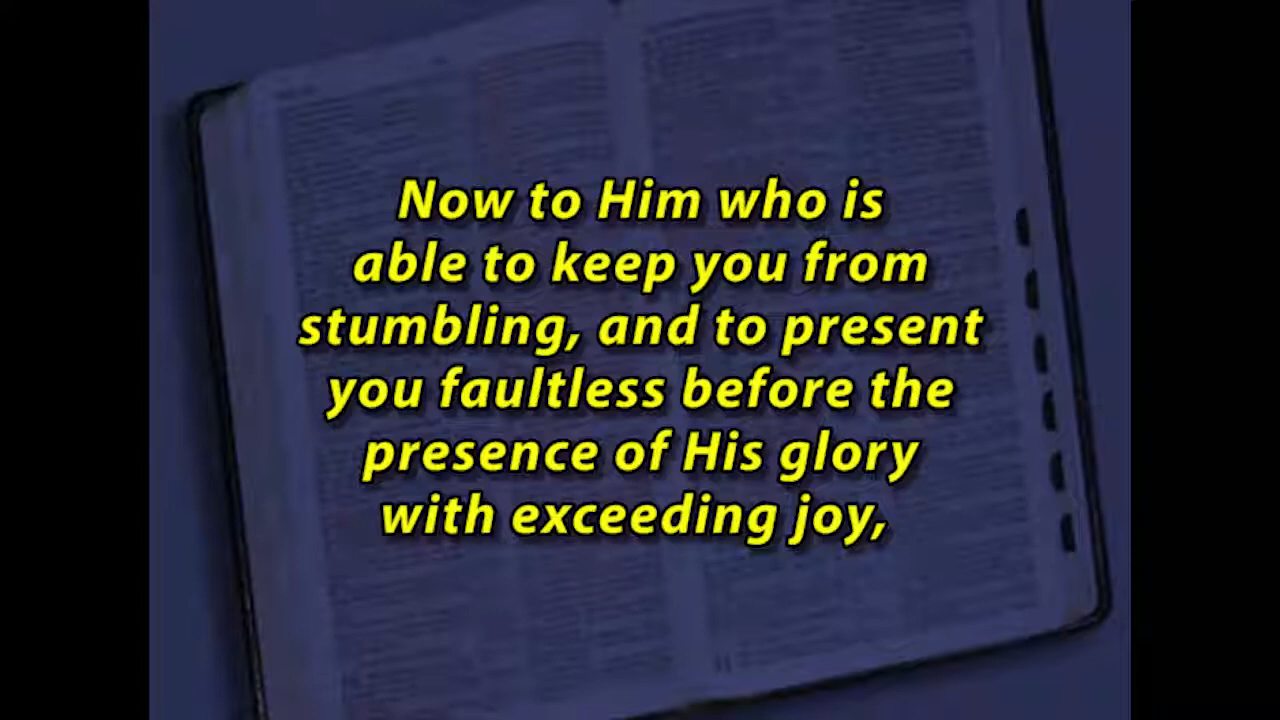 Now to Him who is
able to keep you from
stumbling, and to present
you faultless before the
presence of His glory
with exceeding joy,